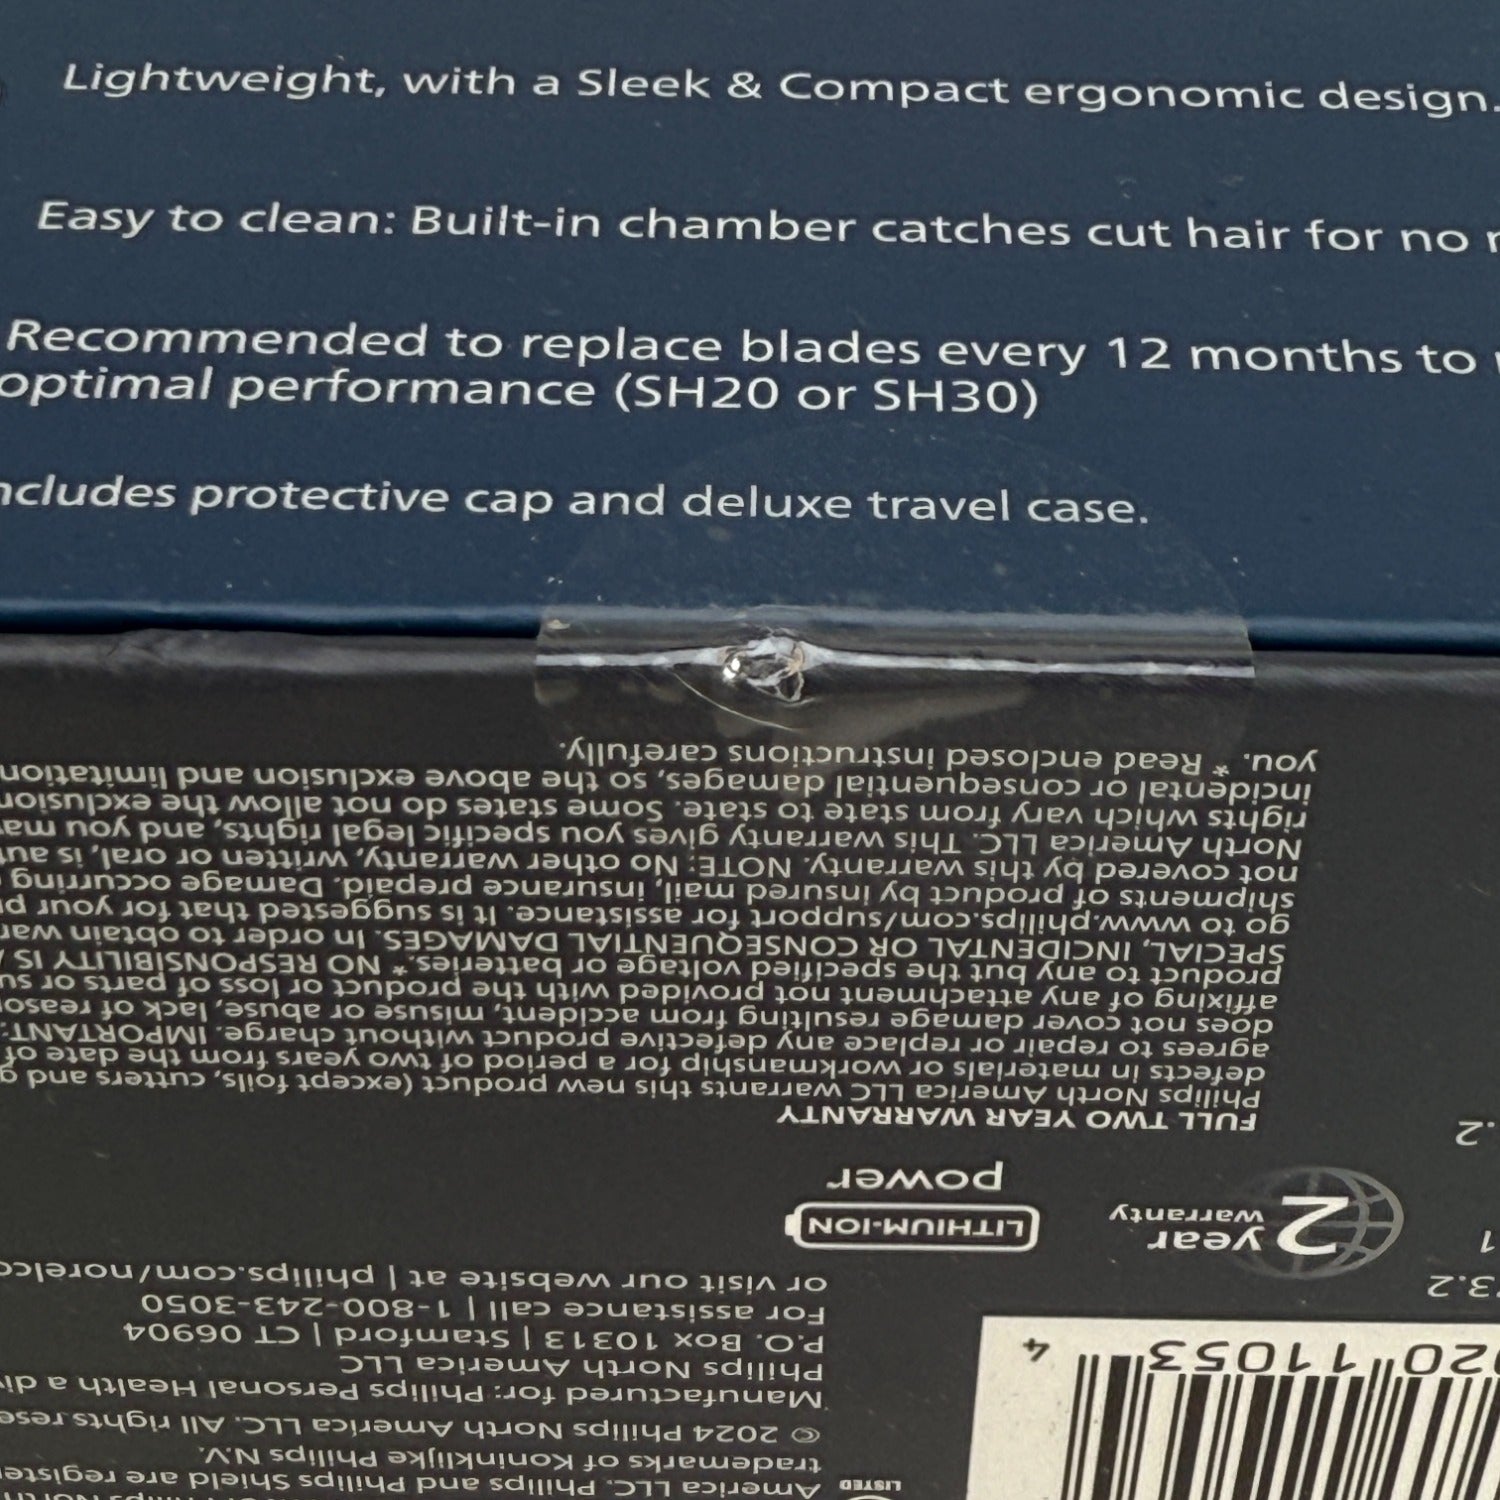 Lightweight, with a Sleek & Compact ergonomic design.
Easy to clean: Built-in chamber catches cut hair for no
Recommended to replace blades every 12 months to
optimal performance (SH20 or SH30)
protective cap and deluxe travel case.
LISTED
America LLC. Philips and Philips Shield are
trademarks of Koninklijke Philips N.V.
© 2024 Philips North America LLC. All rights
Manufactured for: Philips Personal Health a
Philips North America LLC
P.O. Box 10313 | Stamford | CT 06904
For assistance call | 1-800-243-3050
or visit our website at | philips.com/
20 11053 4
3.2
1
.2
2 year
warranty
LITHIUM-ION
power
FULL TWO YEAR WARRANTY
Philips North America LLC warrants this new product (except foils, cutters and
defects in materials or workmanship for a period of two years from the date of
agrees to repair or replace any defective product without charge. IMPORTANT:
does not cover damage resulting from accident, misuse or abuse, lack of
affixing of any attachment not provided with the product or loss of parts or
product to any but the specified voltage or batteries.* NO RESPONSIBILITY IS
SPECIAL, INCIDENTAL OR CONSEQUENTIAL DAMAGES. In order to obtain
go to www.philips.com/support for assistance. It is suggested that for your
shipments of product by insured mail, insurance prepaid. Damage occurring
not covered by this warranty. NOTE: No other warranty, written or oral, is
North America LLC. This warranty gives you specific legal rights, and you
rights which vary from state to state. Some states do not allow the
incidental or consequential damages, so the above exclusion and
you. * Read enclosed instructions carefully.